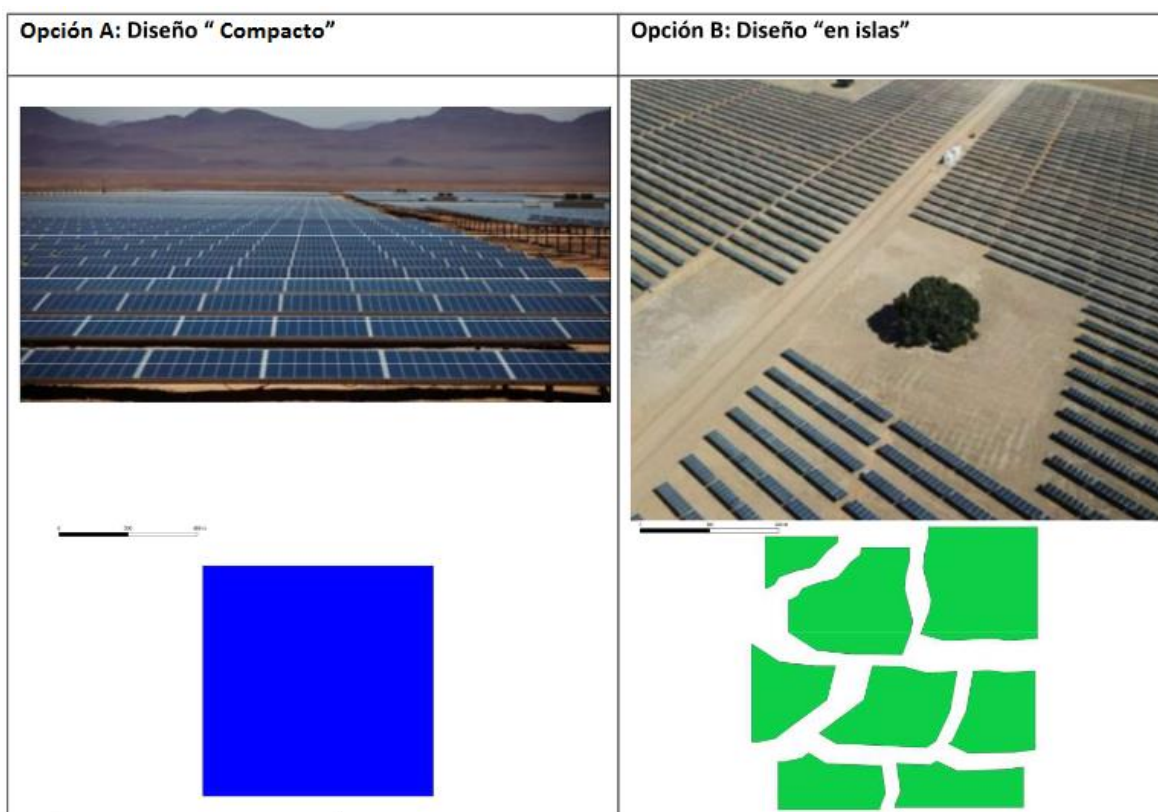 Opción A: Diseño “ Compacto”
Opción B: Diseño “en islas”